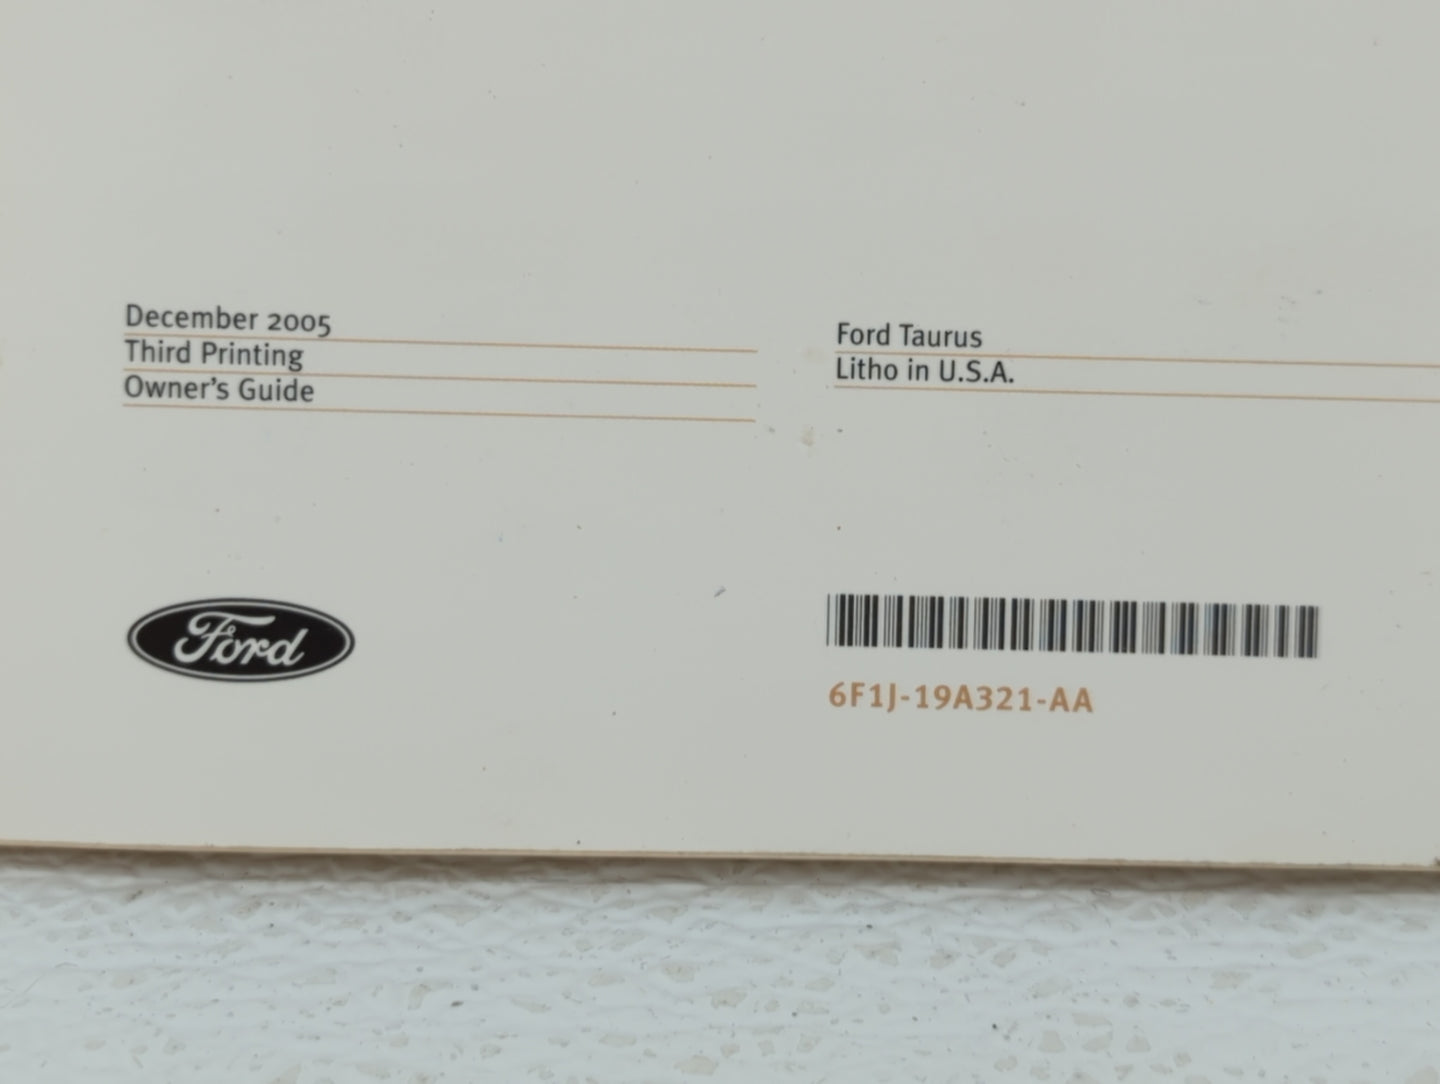 December 2005
Third Printing
Owner's Guide
Ford Taurus
Litho in U.S.A.
Ford
6F1J-19A321-AA